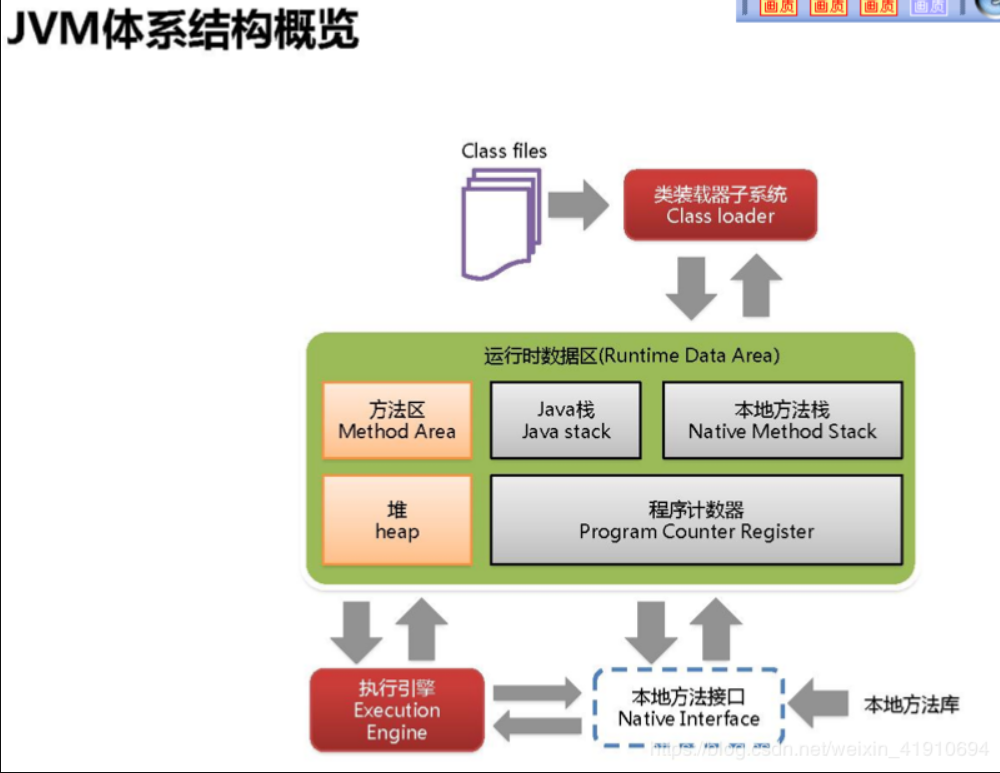 JVM体系结构概览
画质 画质 画质 画质
Class files
类装载器子系统
Class loader
运行时数据区(Runtime Data Area)
方法区
Method Area
Java栈
Java stack
本地方法栈
Native Method Stack
堆
heap
程序计数器
Program Counter Register
执行引擎
Execution
Engine
本地方法接口
Native Interface
本地方法库
https://blog.csdn.net/weixin_41910694